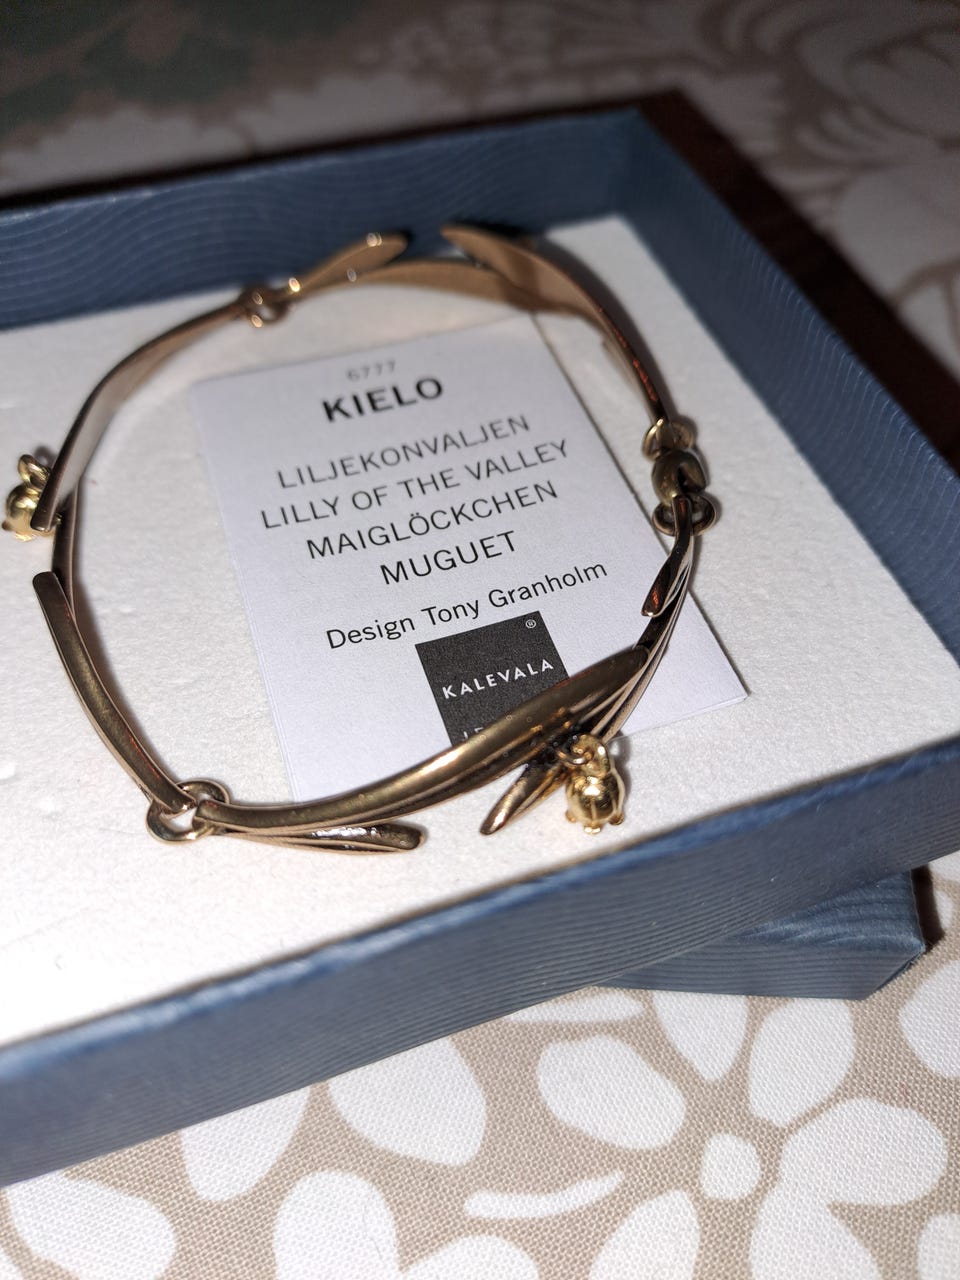 6777
KIELO
LILJEKONVALJEN
LILLY OF THE VALLEY
MAIGLÖCKCHEN
MUGUET
Design Tony Granholm
®
KALEVALA